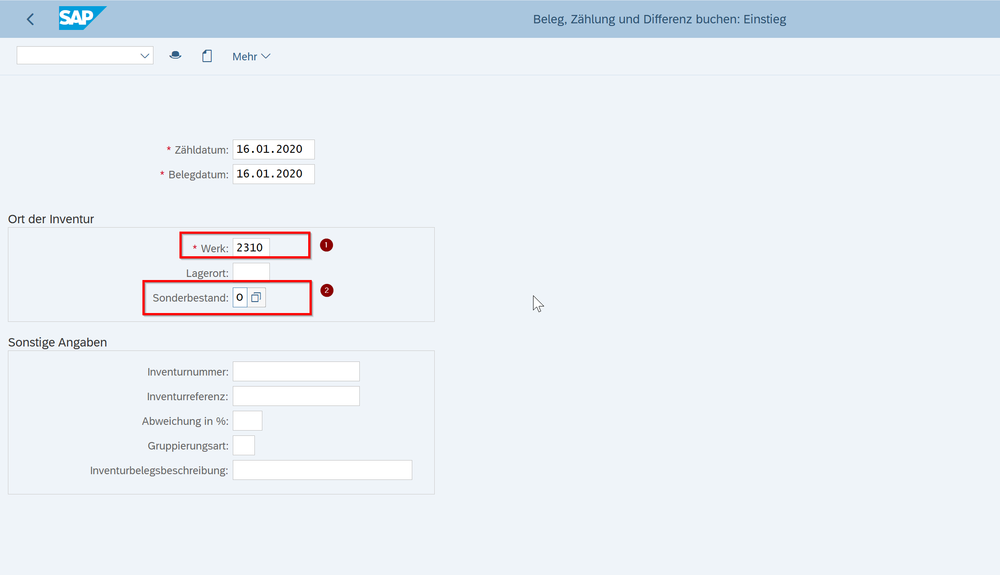 SAP
Beleg, Zählung und Differenz buchen: Einstieg
Mehr
* Zähldatum: 16.01.2020
* Belegdatum: 16.01.2020
Ort der Inventur
* Werk: 2310
1
Lagerort:
Sonderbestand: O
2
Sonstige Angaben
Inventurnummer:
Inventurreferenz:
Abweichung in %:
Gruppierungsart:
Inventurbelegsbeschreibung: